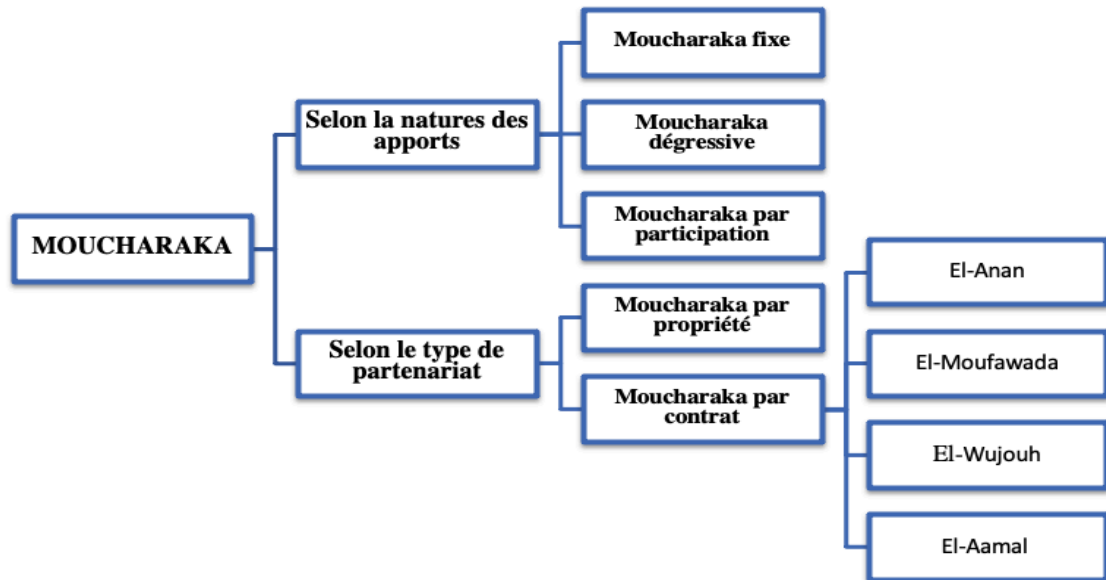 MOUCHARAKA
Selon la natures des
apports
Moucharaka fixe
Moucharaka
dégressive
Moucharaka par
participation
Selon le type de
partenariat
Moucharaka par
propriété
Moucharaka par
contrat
El-Anan
El-Moufawada
El-Wujouh
El-Aamal